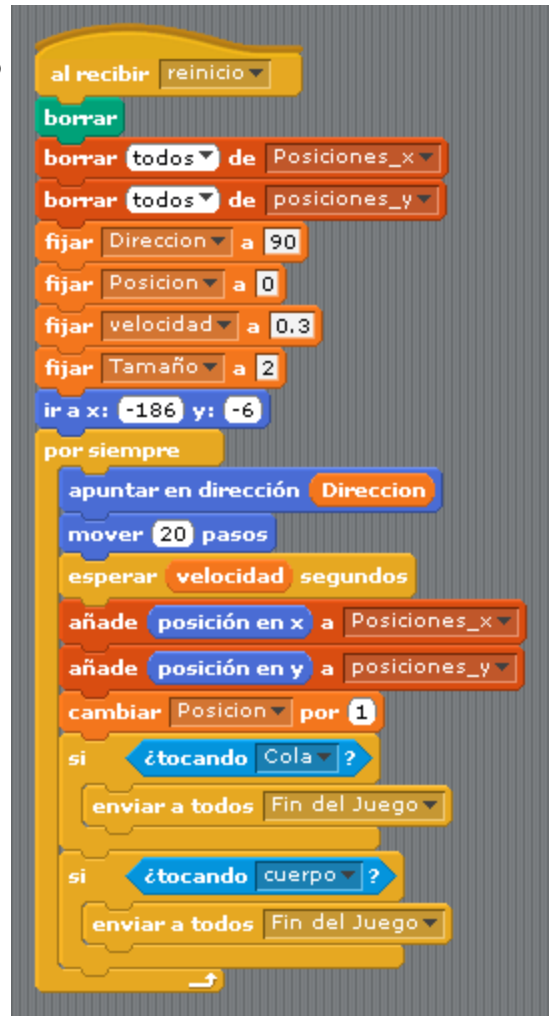 al recibir reinicio
borrar
borrar todos de Posiciones_x
borrar todos de posiciones_y
fijar Direccion a 90
fijar Posicion a 0
fijar velocidad a 0.3
fijar Tamaño a 2
ir a x: -186 y: -6
por siempre
apuntar en dirección Direccion
mover 20 pasos
esperar velocidad segundos
añade posición en x a Posiciones_x
añade posición en y a posiciones_y
cambiar Posicion por 1
si ¿tocando Cola ?
enviar a todos Fin del Juego
si ¿tocando cuerpo ?
enviar a todos Fin del Juego